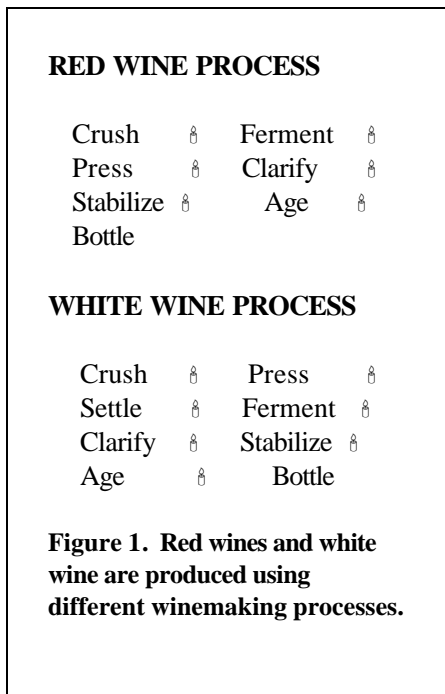 RED WINE PROCESS
Crush 🕯 Ferment 🕯
Press 🕯 Clarify 🕯
Stabilize 🕯 Age 🕯
Bottle
WHITE WINE PROCESS
Crush 🕯 Press 🕯
Settle 🕯 Ferment 🕯
Clarify 🕯 Stabilize 🕯
Age 🕯 Bottle
Figure 1. Red wines and white
wine are produced using
different winemaking processes.